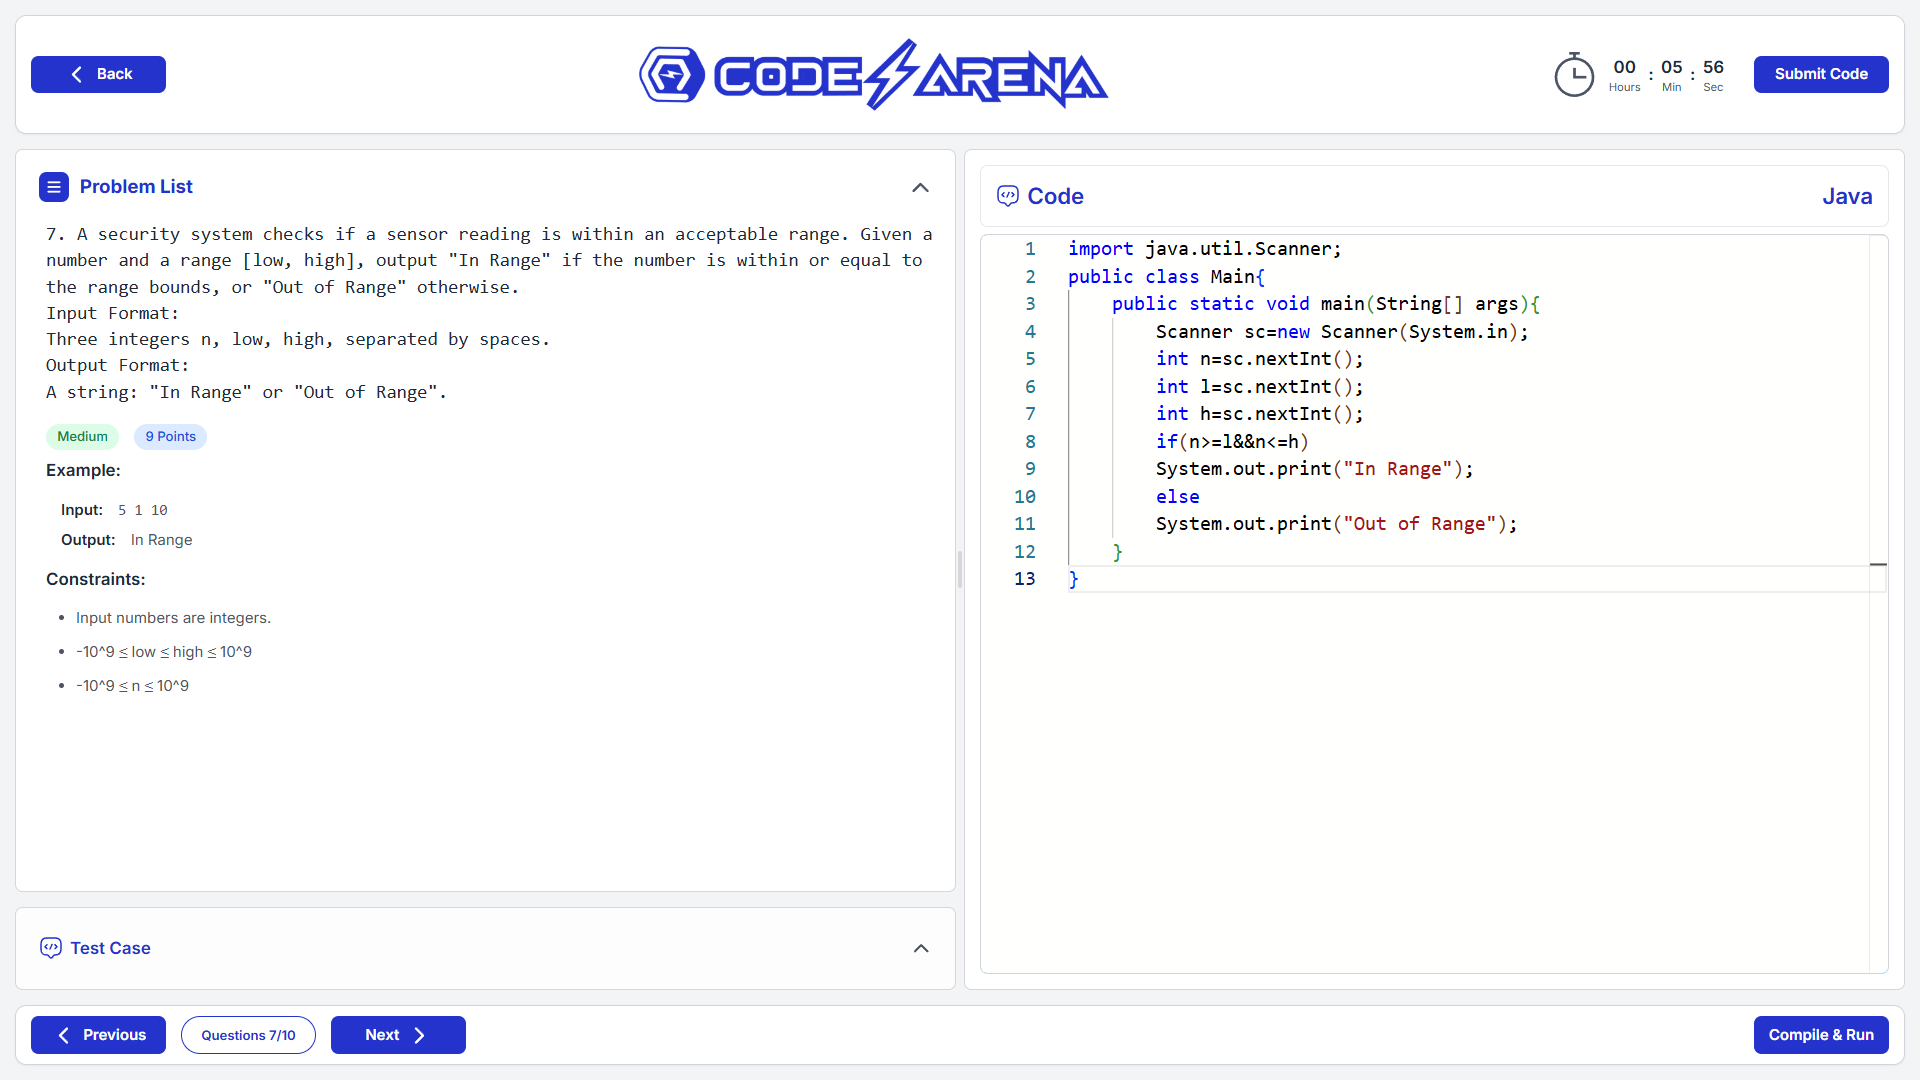 Back
CODE ARENA
00 : 05 : 56
Hours Min Sec
Submit Code
Problem List
7. A security system checks if a sensor reading is within an acceptable range. Given a
number and a range [low, high], output "In Range" if the number is within or equal to
the range bounds, or "Out of Range" otherwise.
Input Format:
Three integers n, low, high, separated by spaces.
Output Format:
A string: "In Range" or "Out of Range".
Medium 9 Points
Example:
Input: 5 1 10
Output: In Range
Constraints:
• Input numbers are integers.
• -10^9 ≤ low ≤ high ≤ 10^9
• -10^9 ≤ n ≤ 10^9
Test Case
Code Java
1 import java.util.Scanner;
2 public class Main{
3     public static void main(String[] args){
4         Scanner sc=new Scanner(System.in);
5         int n=sc.nextInt();
6         int l=sc.nextInt();
7         int h=sc.nextInt();
8         if(n>=l&&n<=h)
9         System.out.print("In Range");
10         else
11         System.out.print("Out of Range");
12     }
13 }
Previous
Questions 7/10
Next
Compile & Run